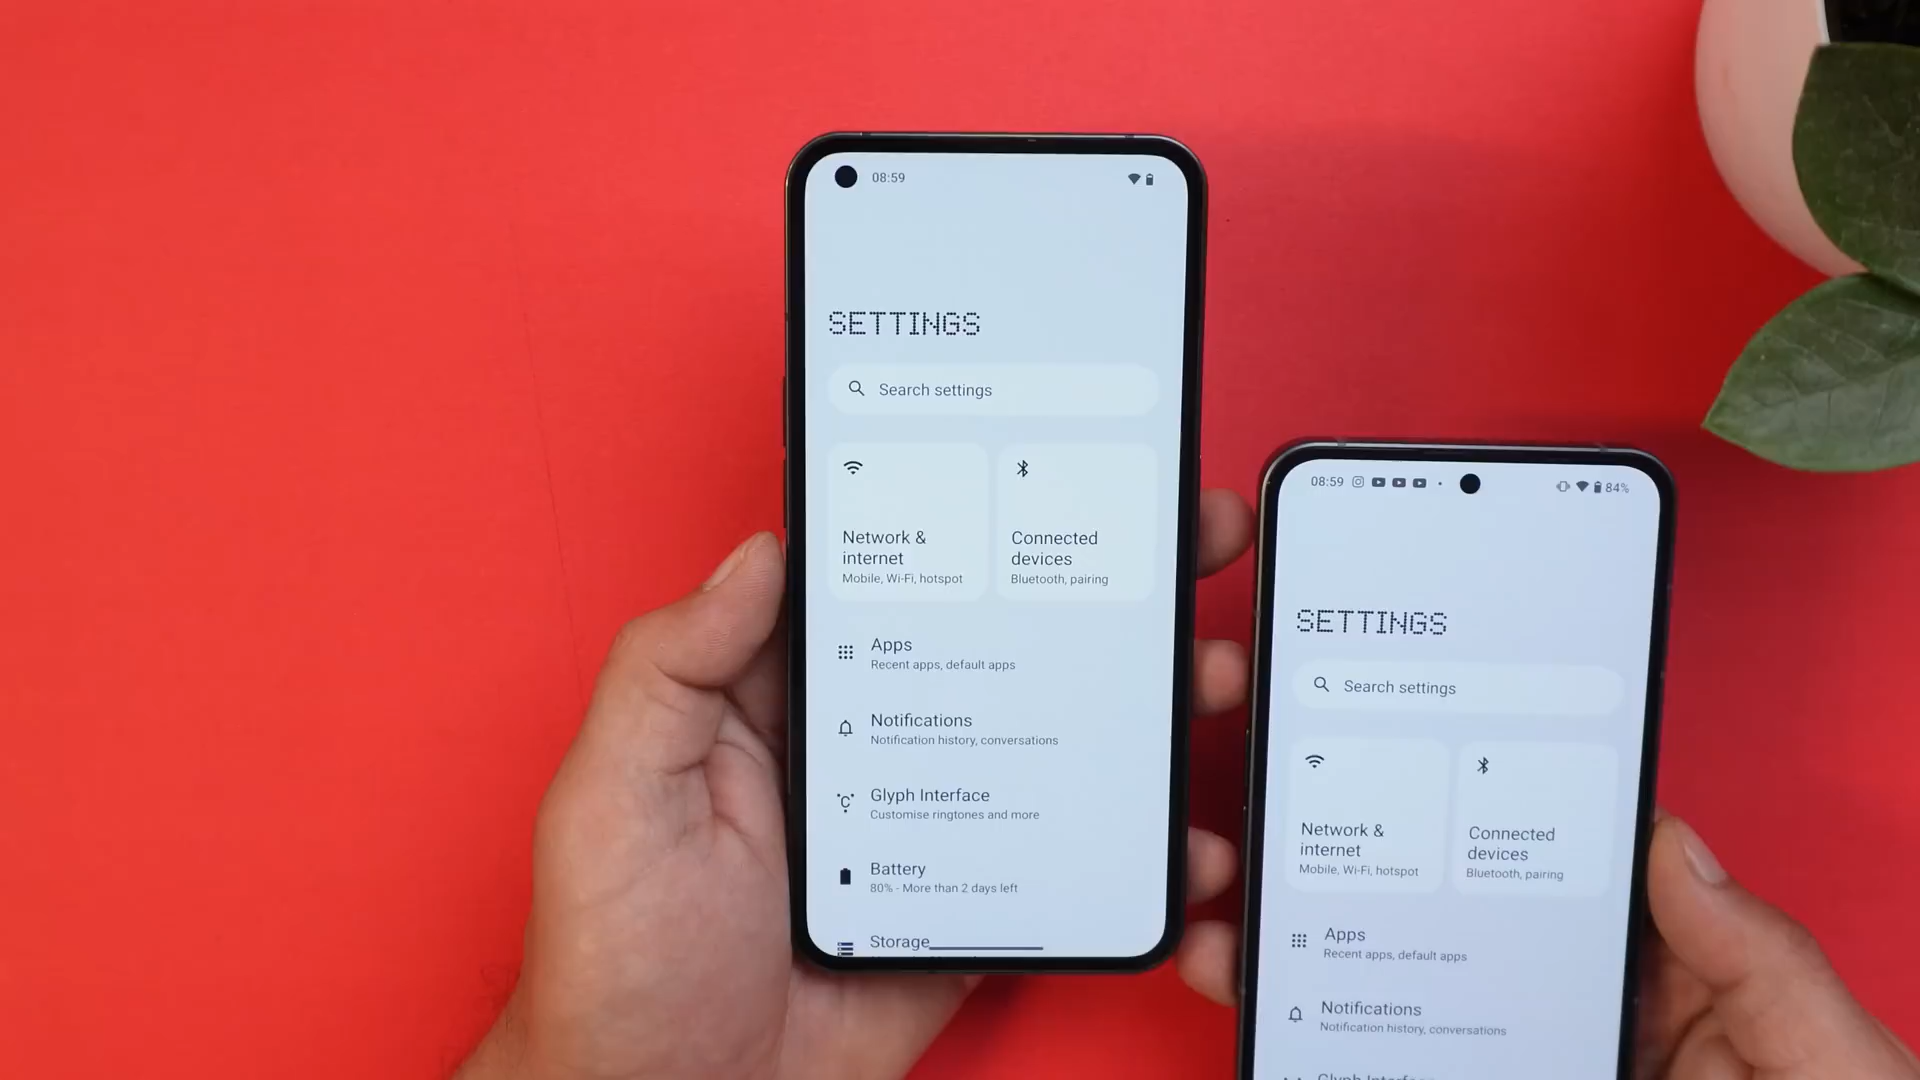 08:59
SETTINGS
Search settings
Network &
internet
Mobile, Wi-Fi, hotspot
Connected
devices
Bluetooth, pairing
Apps
Recent apps, default apps
Notifications
Notification history, conversations
Glyph Interface
Customise ringtones and more
Battery
80% - More than 2 days left
Storage
08:59
84%
SETTINGS
Search settings
Network &
internet
Mobile, Wi-Fi, hotspot
Connected
devices
Bluetooth, pairing
Apps
Recent apps, default apps
Notifications
Notification history, conversations